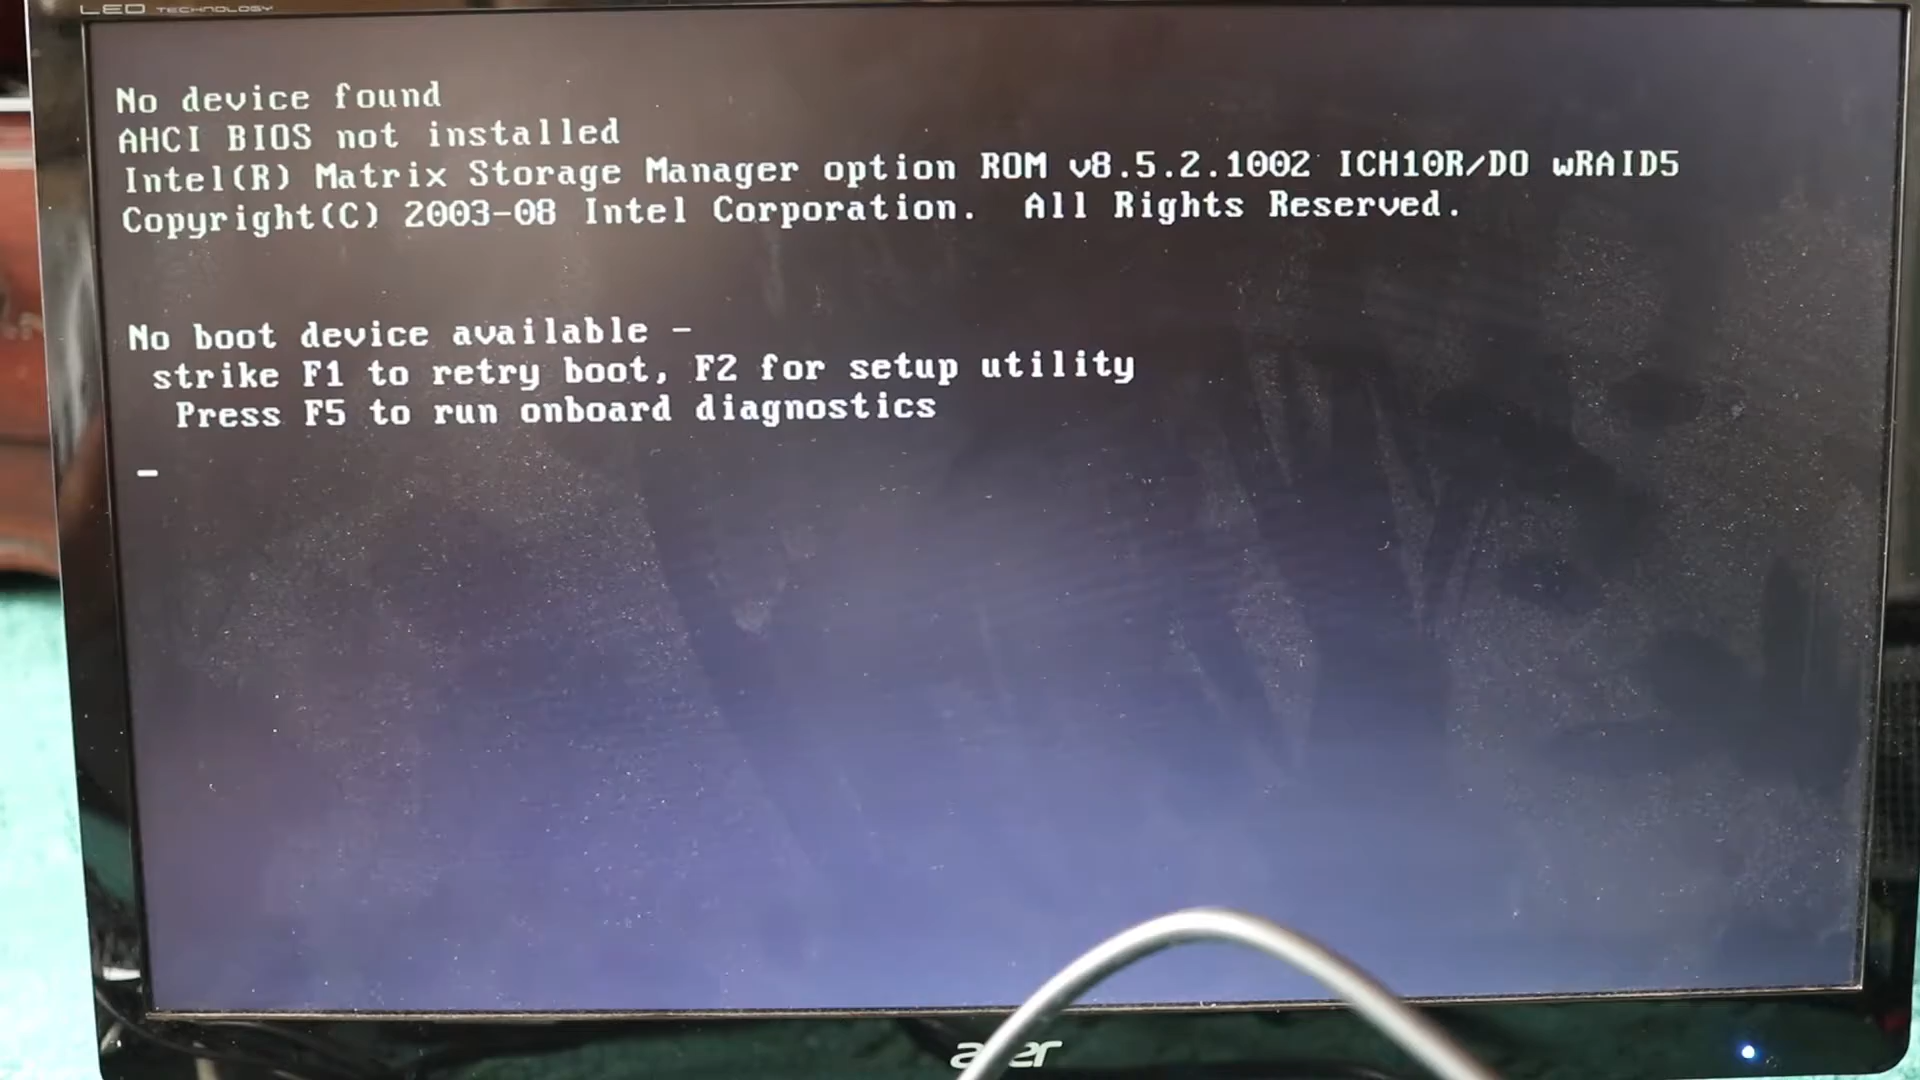 LED TECHNOLOGY
No device found
AHCI BIOS not installed
Intel(R) Matrix Storage Manager option ROM v8.5.2.1002 ICH10R/DO wRAID5
Copyright(C) 2003-08 Intel Corporation. All Rights Reserved.
No boot device available -
strike F1 to retry boot, F2 for setup utility
Press F5 to run onboard diagnostics
acer